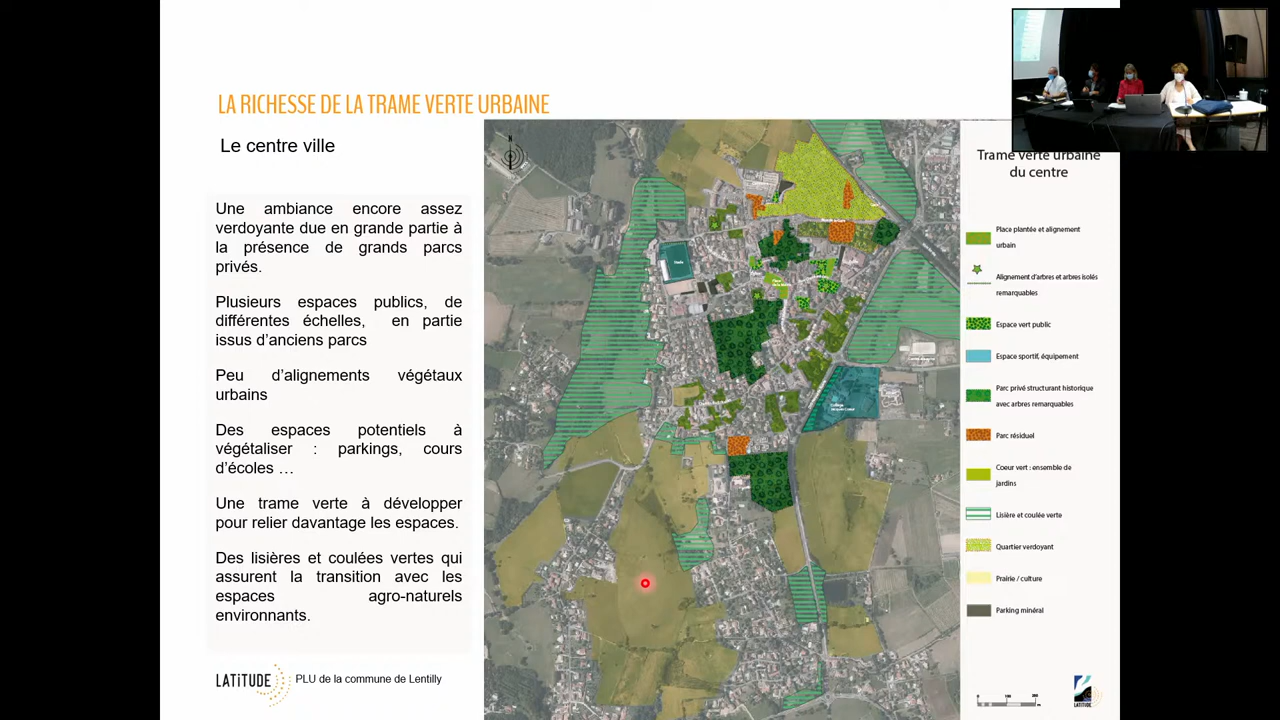 LA RICHESSE DE LA TRAME VERTE URBAINE
Le centre ville
Une ambiance encore assez
verdoyante due en grande partie à
la présence de grands parcs
privés.
Plusieurs espaces publics, de
différentes échelles, en partie
issus d'anciens parcs
Peu d'alignements végétaux
urbains
Des espaces potentiels à
végétaliser : parkings, cours
d'écoles ...
Une trame verte à développer
pour relier davantage les espaces.
Des lisières et coulées vertes qui
assurent la transition avec les
espaces agro-naturels
environnants.
LATITUDE
PLU de la commune de Lentilly
N
Stade
Trame verte urbaine
du centre
Place plantée et alignement
urbain
Alignement d'arbres et arbres isolés
remarquables
Espace vert public
Espace sportif, équipement
Parc privé structurant historique
avec arbres remarquables
Parc résiduel
Coeur vert : ensemble de
jardins
Lisière et coulée verte
Quartier verdoyant
Prairie / culture
Parking minéral
0 100 200
m
LATITUDE